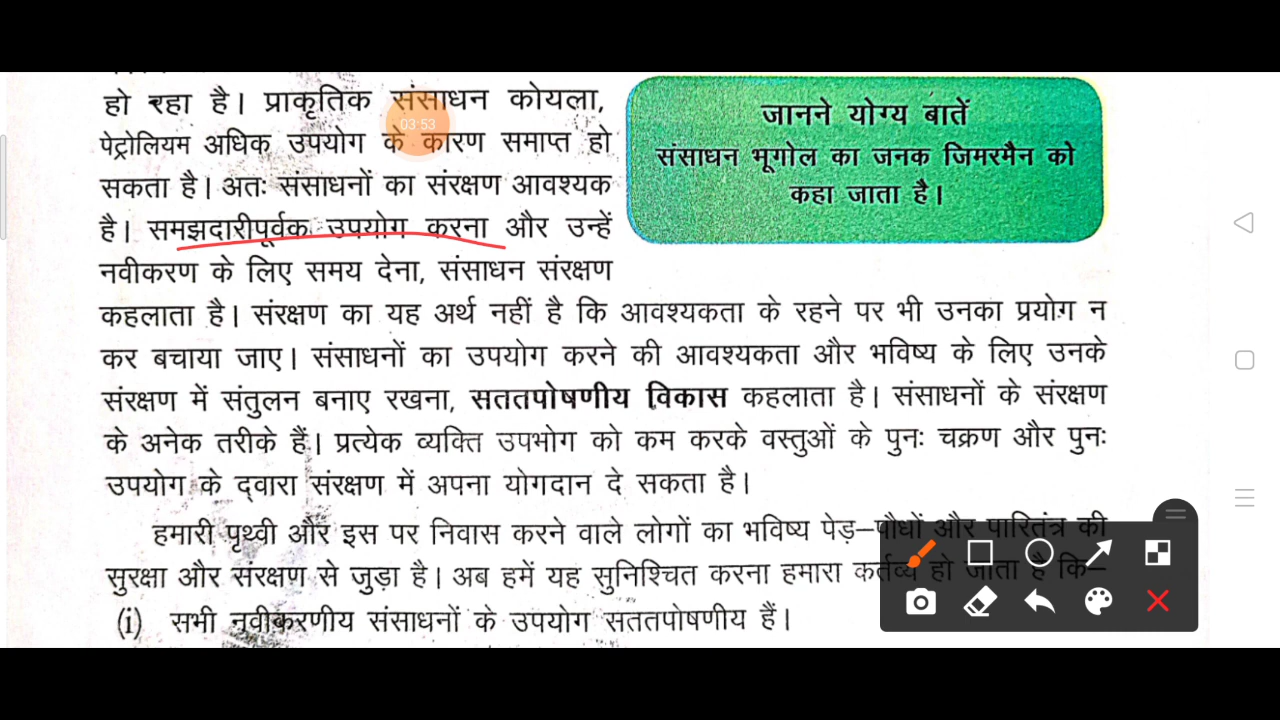 हो रहा है। प्राकृतिक संसाधन कोयला,
पेट्रोलियम अधिक उपयोग के कारण समाप्त हो
सकता है। अतः संसाधनों का संरक्षण आवश्यक
है। समझदारीपूर्वक उपयोग करना और उन्हें
नवीकरण के लिए समय देना, संसाधन संरक्षण
जानने योग्य बातें
संसाधन भूगोल का जनक जिमरमैन को
कहा जाता है।
03:53
कहलाता है। संरक्षण का यह अर्थ नहीं है कि आवश्यकता के रहने पर भी उनका प्रयोग न
कर बचाया जाए। संसाधनों का उपयोग करने की आवश्यकता और भविष्य के लिए उनके
संरक्षण में संतुलन बनाए रखना, सततपोषणीय विकास कहलाता है। संसाधनों के संरक्षण
के अनेक तरीके हैं। प्रत्येक व्यक्ति उपभोग को कम करके वस्तुओं के पुनः चक्रण और पुनः
उपयोग के द्वारा संरक्षण में अपना योगदान दे सकता है।
हमारी पृथ्वी और इस पर निवास करने वाले लोगों का भविष्य पेड़–पौधों और पारितंत्र की
सुरक्षा और संरक्षण से जुड़ा है। अब हमें यह सुनिश्चित करना हमारा कर्तव्य हो जाता है कि–
(i) सभी नवीकरणीय संसाधनों के उपयोग सततपोषणीय हैं।